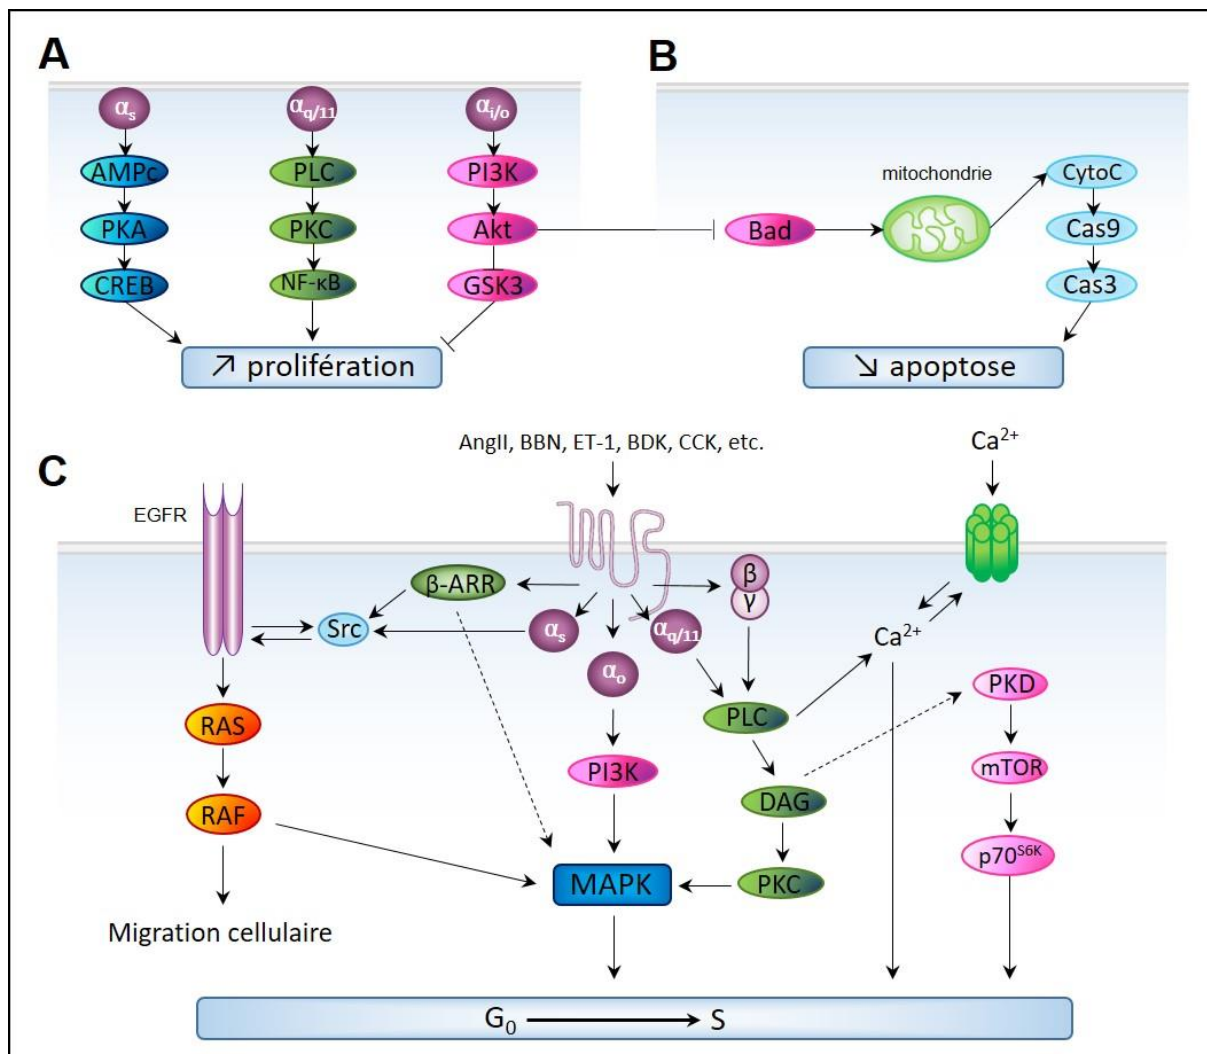 A
B
αs
αq/11
αi/o
AMPc
PLC
PI3K
mitochondrie
CytoC
PKA
PKC
Akt
Bad
Cas9
CREB
NF-κB
GSK3
Cas3
↗ prolifération
↘ apoptose
C
AngII, BBN, ET-1, BDK, CCK, etc.
Ca²⁺
EGFR
β-ARR
β
γ
Src
αs
αq/11
Ca²⁺
αo
PKD
RAS
PLC
PI3K
mTOR
DAG
RAF
p70S6K
MAPK
PKC
Migration cellulaire
G₀ → S